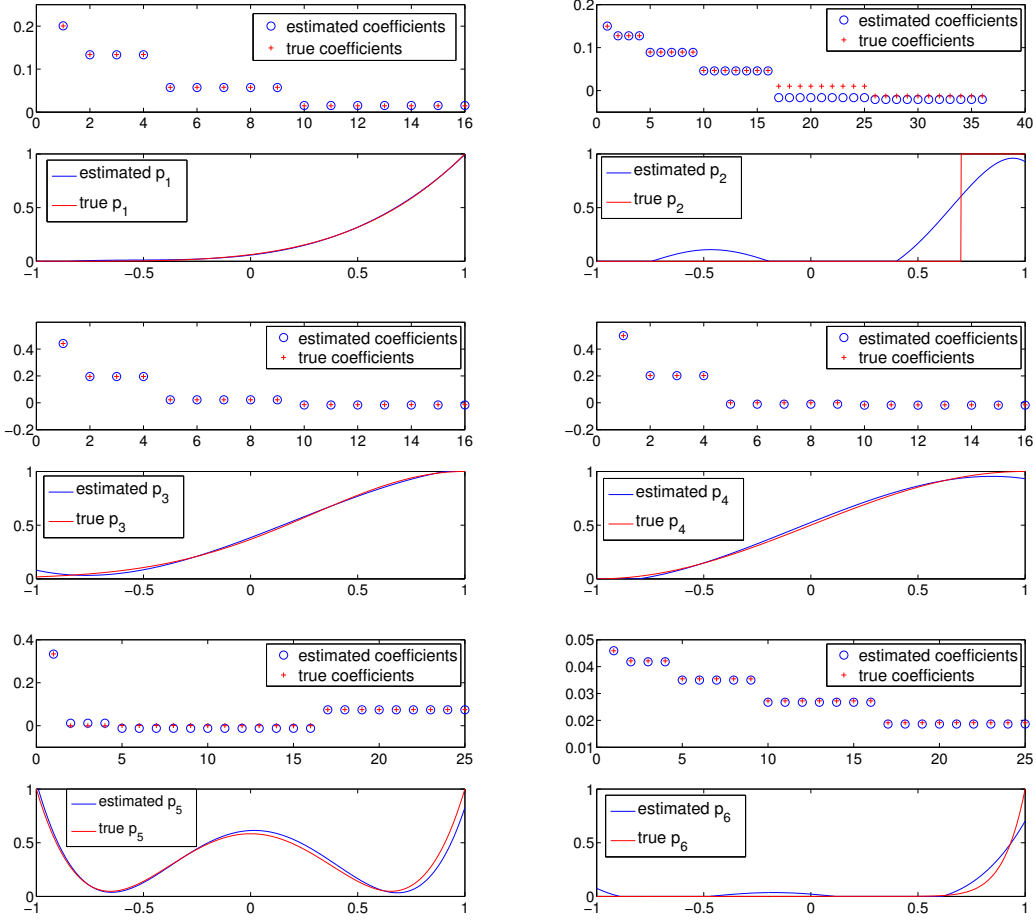 0.2
0.1
0
0 2 4 6 8 10 12 14 16
estimated coefficients
true coefficients
0.2
0.1
0
0 5 10 15 20 25 30 35 40
estimated coefficients
true coefficients
1
0.5
0
−1 −0.5 0 0.5 1
estimated p1
true p1
1
0.5
0
−1 −0.5 0 0.5 1
estimated p2
true p2
0.4
0.2
0
−0.2
0 2 4 6 8 10 12 14 16
estimated coefficients
true coefficients
0.4
0.2
0
−0.2
0 2 4 6 8 10 12 14 16
estimated coefficients
true coefficients
1
0.5
0
−1 −0.5 0 0.5 1
estimated p3
true p3
1
0.5
0
−1 −0.5 0 0.5 1
estimated p4
true p4
0.4
0.2
0
0 5 10 15 20 25
estimated coefficients
true coefficients
0.05
0.04
0.03
0.02
0.01
0 5 10 15 20 25
estimated coefficients
true coefficients
1
0.5
0
−1 −0.5 0 0.5 1
estimated p5
true p5
1
0.5
0
−1 −0.5 0 0.5 1
estimated p6
true p6